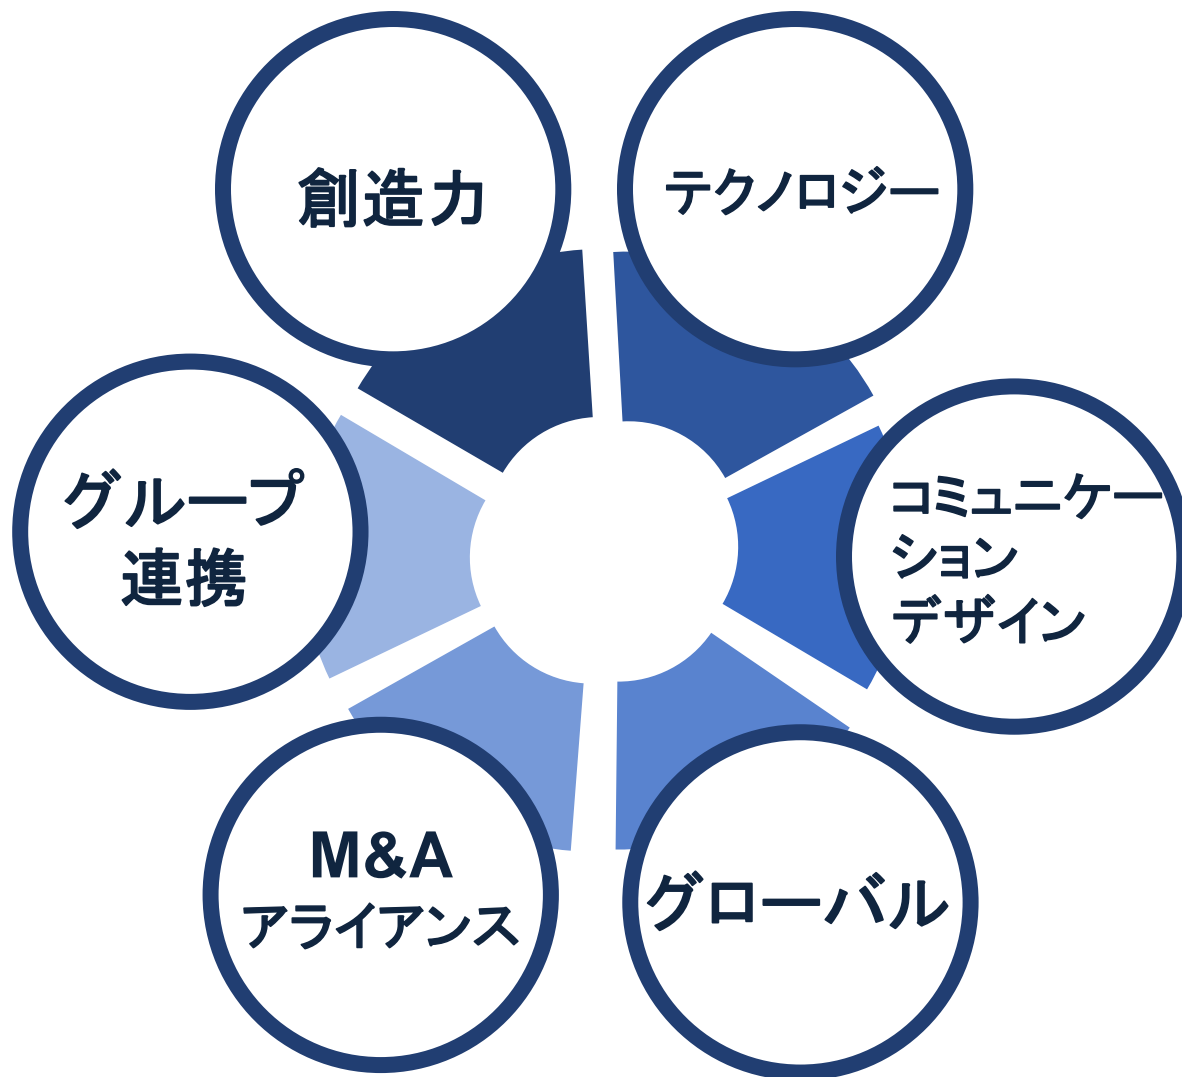 創造力
テクノロジー
コミュニケー
ション
デザイン
グローバル
M&A
アライアンス
グループ
連携